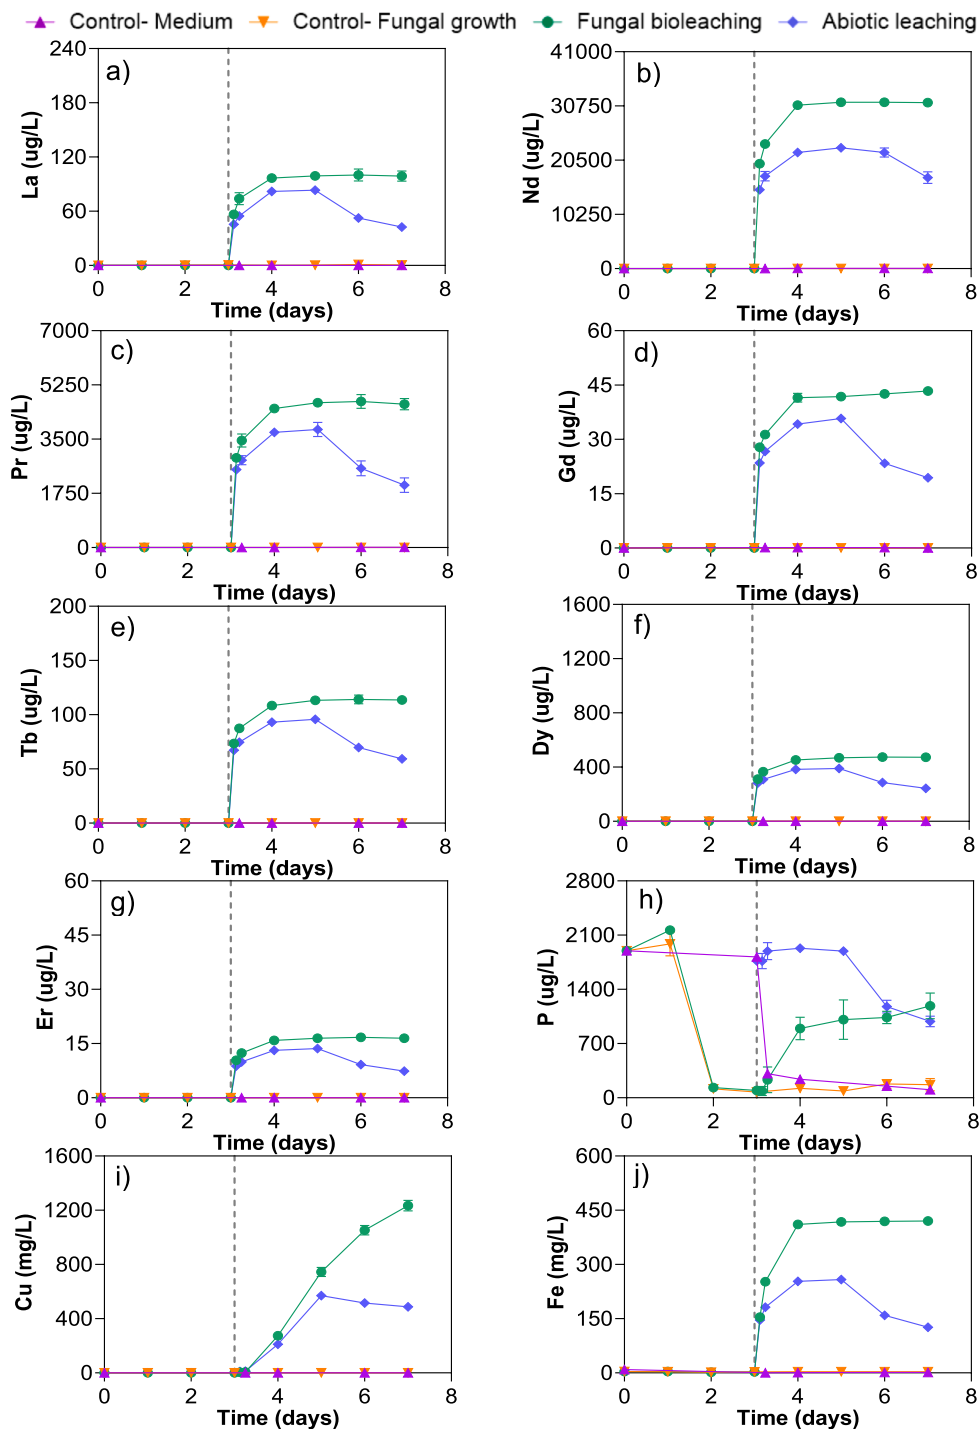 Control- Medium Control- Fungal growth Fungal bioleaching Abiotic leaching
a)
La (ug/L)
240
180
120
60
0
0 2 4 6 8
Time (days)
b)
Nd (ug/L)
41000
30750
20500
10250
0
0 2 4 6 8
Time (days)
c)
Pr (ug/L)
7000
5250
3500
1750
0
0 2 4 6 8
Time (days)
d)
Gd (ug/L)
60
45
30
15
0
0 2 4 6 8
Time (days)
e)
Tb (ug/L)
200
150
100
50
0
0 2 4 6 8
Time (days)
f)
Dy (ug/L)
1600
1200
800
400
0
0 2 4 6 8
Time (days)
g)
Er (ug/L)
60
45
30
15
0
0 2 4 6 8
Time (days)
h)
P (ug/L)
2800
2100
1400
700
0
0 2 4 6 8
Time (days)
i)
Cu (mg/L)
1600
1200
800
400
0
0 2 4 6 8
Time (days)
j)
Fe (mg/L)
600
450
300
150
0
0 2 4 6 8
Time (days)